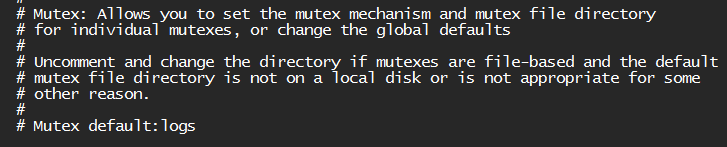 #
# Mutex: Allows you to set the mutex mechanism and mutex file directory
# for individual mutexes, or change the global defaults
#
# Uncomment and change the directory if mutexes are file-based and the default
# mutex file directory is not on a local disk or is not appropriate for some
# other reason.
#
# Mutex default:logs